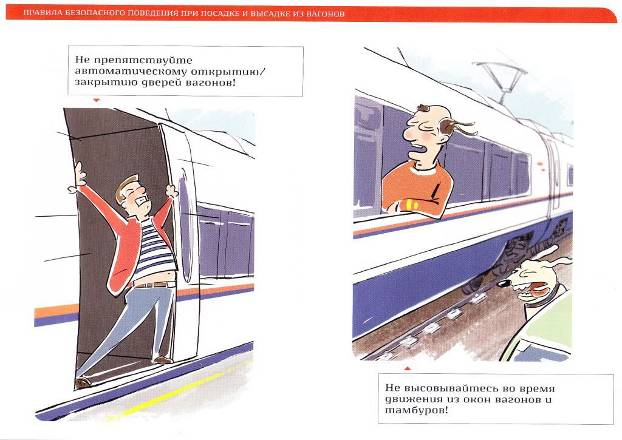 ПРАВИЛА БЕЗОПАСНОГО ПОВЕДЕНИЯ ПРИ ПОСАДКЕ И ВЫСАДКЕ ИЗ ВАГОНОВ
Не препятствуйте
автоматическому открытию/
закрытию дверей вагонов!
Не высовывайтесь во время
движения из окон вагонов и
тамбуров!